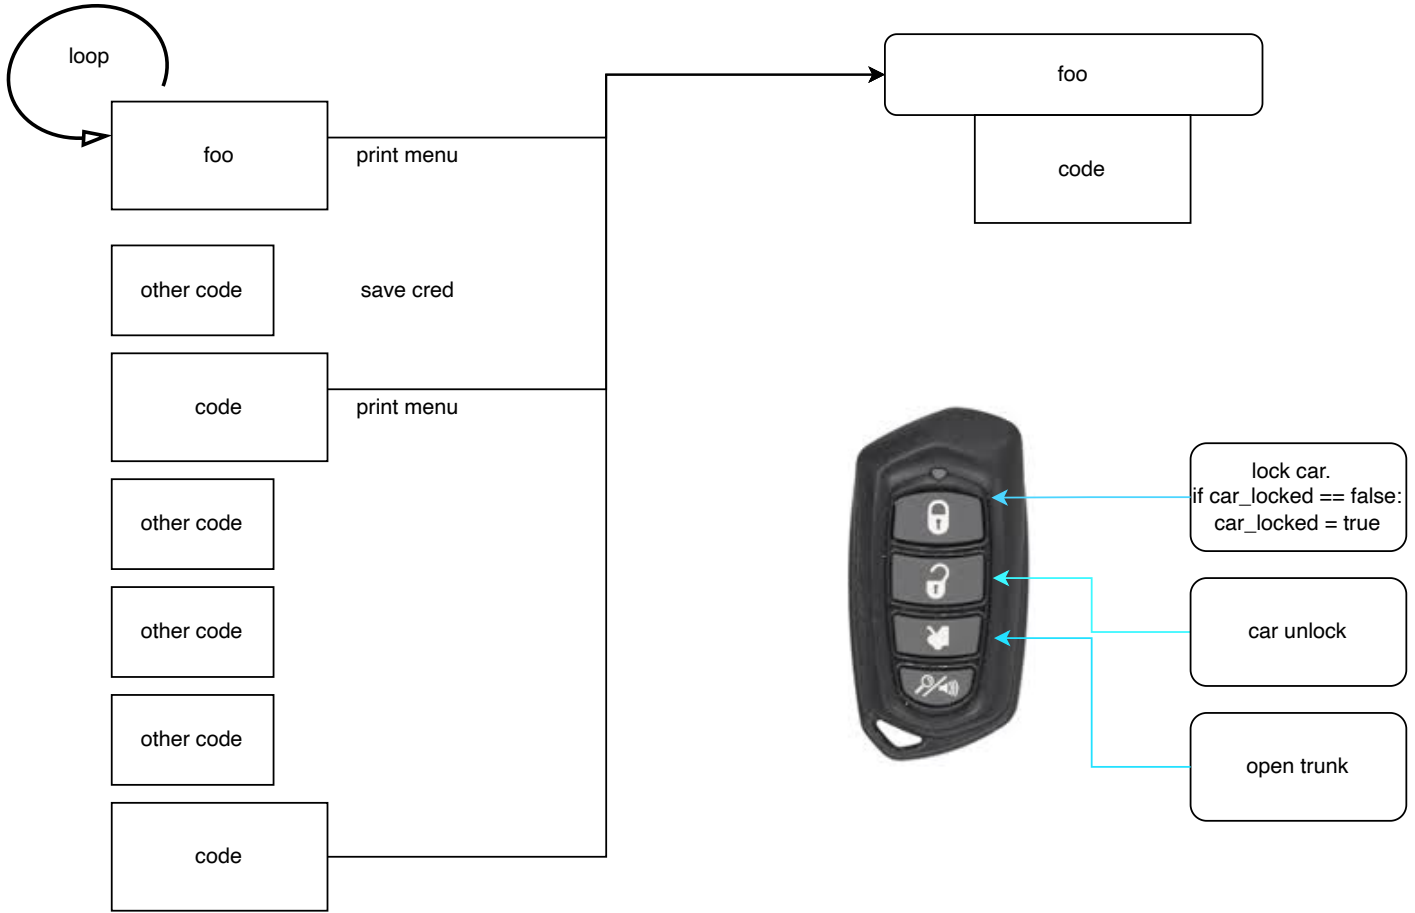 loop
foo
print menu
other code
save cred
code
print menu
other code
other code
other code
code
foo
code
lock car.
if car_locked == false:
car_locked = true
car unlock
open trunk